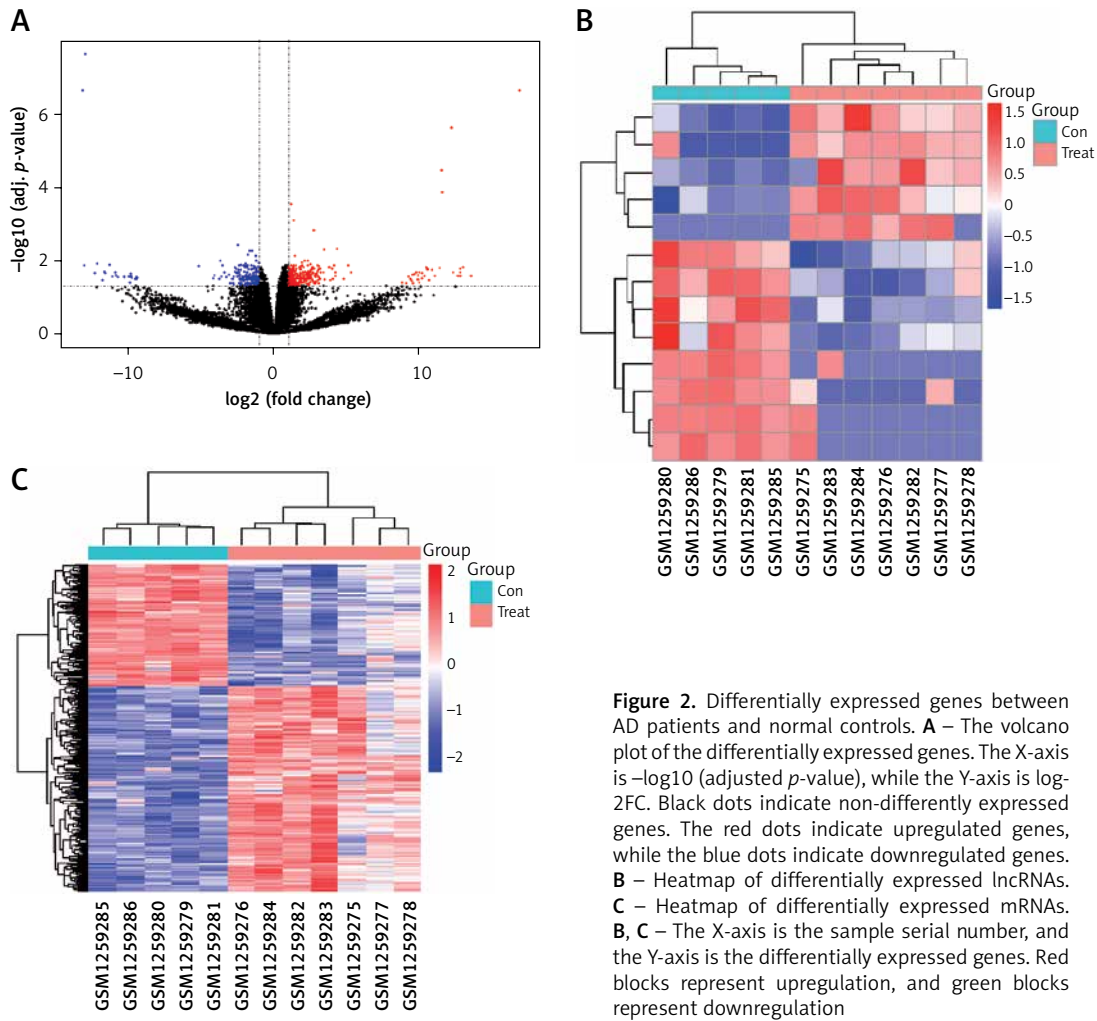 A
−log10 (adj. p-value)
6
4
2
0
−10
0
10
log2 (fold change)
B
Group
1.5
1.0
0.5
0
−0.5
−1.0
−1.5
Group
Con
Treat
GSM1259280
GSM1259286
GSM1259279
GSM1259281
GSM1259285
GSM1259275
GSM1259283
GSM1259284
GSM1259276
GSM1259282
GSM1259277
GSM1259278
C
Group
2
1
0
−1
−2
Group
Con
Treat
GSM1259285
GSM1259286
GSM1259280
GSM1259279
GSM1259281
GSM1259276
GSM1259284
GSM1259282
GSM1259283
GSM1259275
GSM1259277
GSM1259278
Figure 2. Differentially expressed genes between
AD patients and normal controls. A – The volcano
plot of the differentially expressed genes. The X-axis
is –log10 (adjusted p-value), while the Y-axis is log-
2FC. Black dots indicate non-differently expressed
genes. The red dots indicate upregulated genes,
while the blue dots indicate downregulated genes.
B – Heatmap of differentially expressed lncRNAs.
C – Heatmap of differentially expressed mRNAs.
B, C – The X-axis is the sample serial number, and
the Y-axis is the differentially expressed genes. Red
blocks represent upregulation, and green blocks
represent downregulation